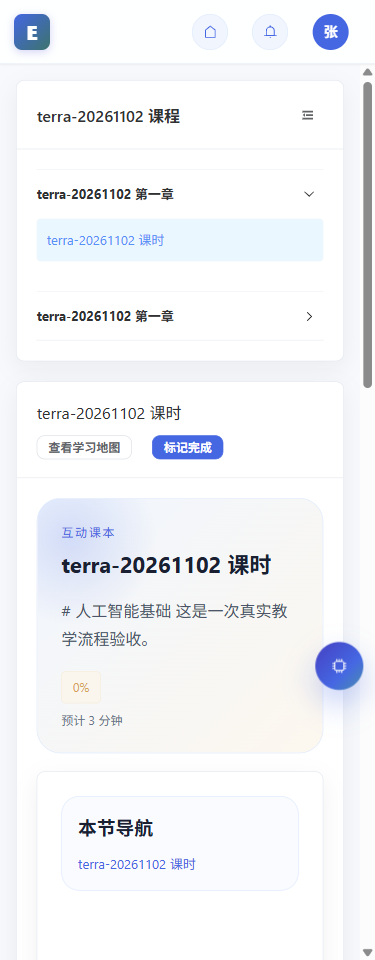 E
张
terra-20261102 课程
terra-20261102 第一章
terra-20261102 课时
terra-20261102 第一章
terra-20261102 课时
查看学习地图
标记完成
互动课本
terra-20261102 课时
# 人工智能基础 这是一次真实教
学流程验收。
0%
预计 3 分钟
本节导航
terra-20261102 课时